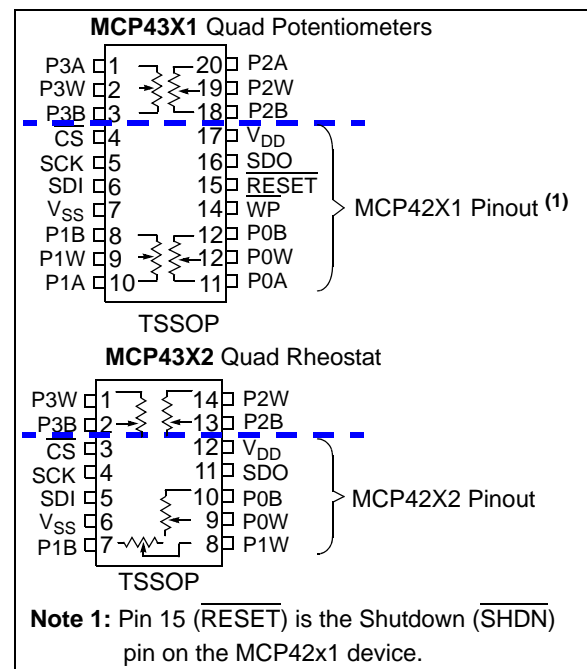 MCP43X1 Quad Potentiometers
P3A 1 20 P2A
P3W 2 19 P2W
P3B 3 18 P2B
CS 4 17 VDD
SCK 5 16 SDO
SDI 6 15 RESET
VSS 7 14 WP
P1B 8 12 P0B
P1W 9 12 P0W
P1A 10 11 P0A
MCP42X1 Pinout (1)
TSSOP
MCP43X2 Quad Rheostat
P3W 1 14 P2W
P3B 2 13 P2B
CS 3 12 VDD
SCK 4 11 SDO
SDI 5 10 P0B
VSS 6 9 P0W
P1B 7 8 P1W
MCP42X2 Pinout
TSSOP
Note 1: Pin 15 (RESET) is the Shutdown (SHDN)
pin on the MCP42x1 device.